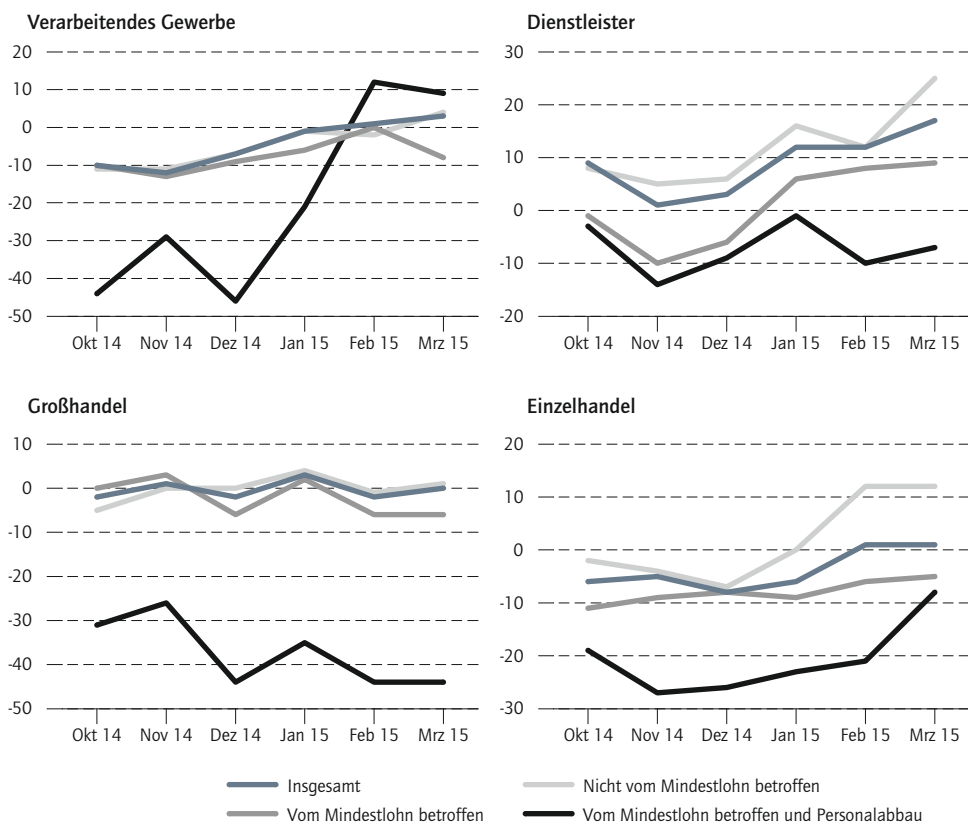 Verarbeitendes Gewerbe
20
10
0
-10
-20
-30
-40
-50
Okt 14 Nov 14 Dez 14 Jan 15 Feb 15 Mrz 15
Dienstleister
30
20
10
0
-10
-20
Okt 14 Nov 14 Dez 14 Jan 15 Feb 15 Mrz 15
Großhandel
10
0
-10
-20
-30
-40
-50
Okt 14 Nov 14 Dez 14 Jan 15 Feb 15 Mrz 15
Einzelhandel
20
10
0
-10
-20
-30
Okt 14 Nov 14 Dez 14 Jan 15 Feb 15 Mrz 15
Insgesamt
Nicht vom Mindestlohn betroffen
Vom Mindestlohn betroffen
Vom Mindestlohn betroffen und Personalabbau